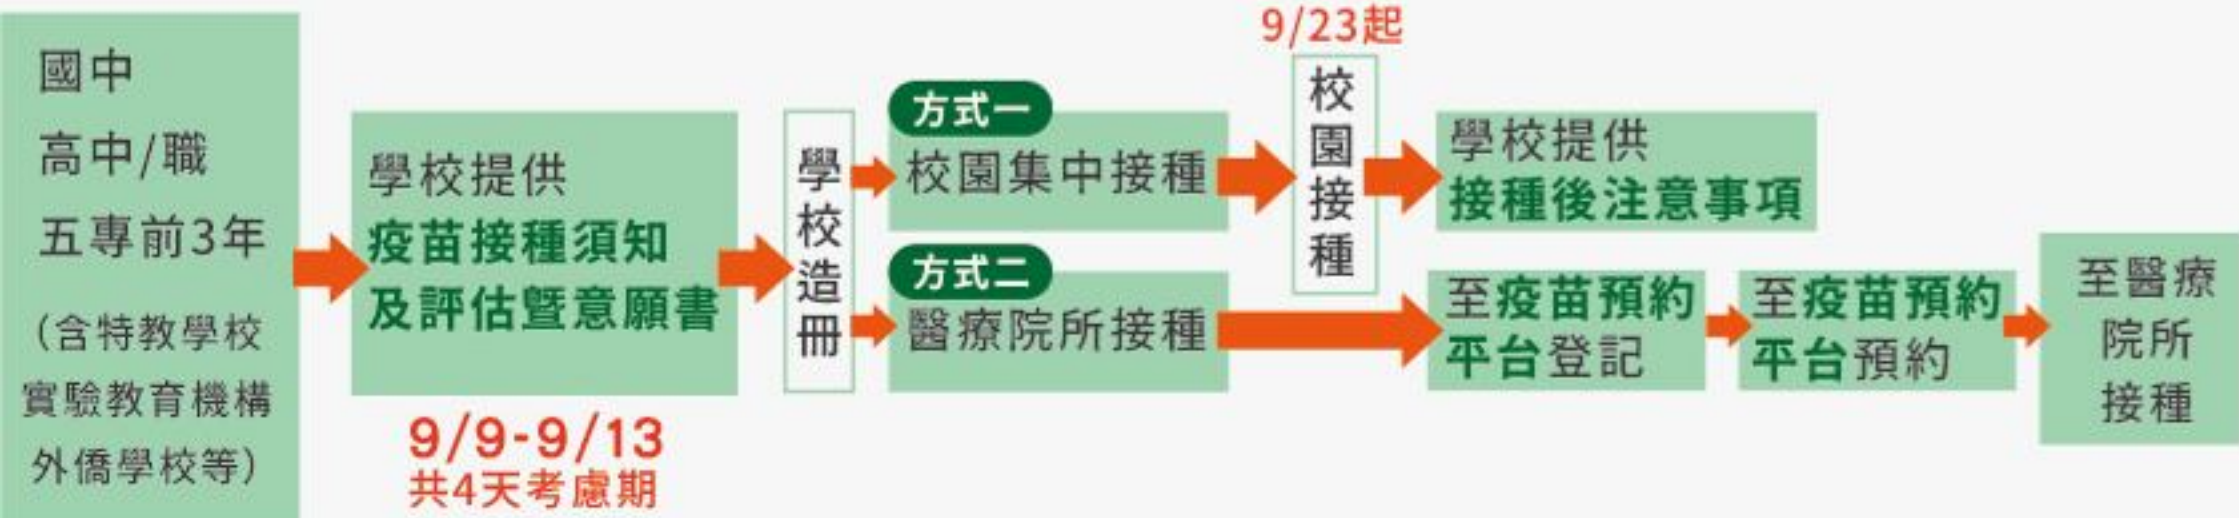 國中
高中/職
五專前3年
(含特教學校
實驗教育機構
外僑學校等)
學校提供
疫苗接種須知
及評估暨意願書
9/9-9/13
共4天考慮期
學校造冊
方式一
校園集中接種
9/23起
校園接種
學校提供
接種後注意事項
方式二
醫療院所接種
至疫苗預約
平台登記
至疫苗預約
平台預約
至醫療
院所
接種